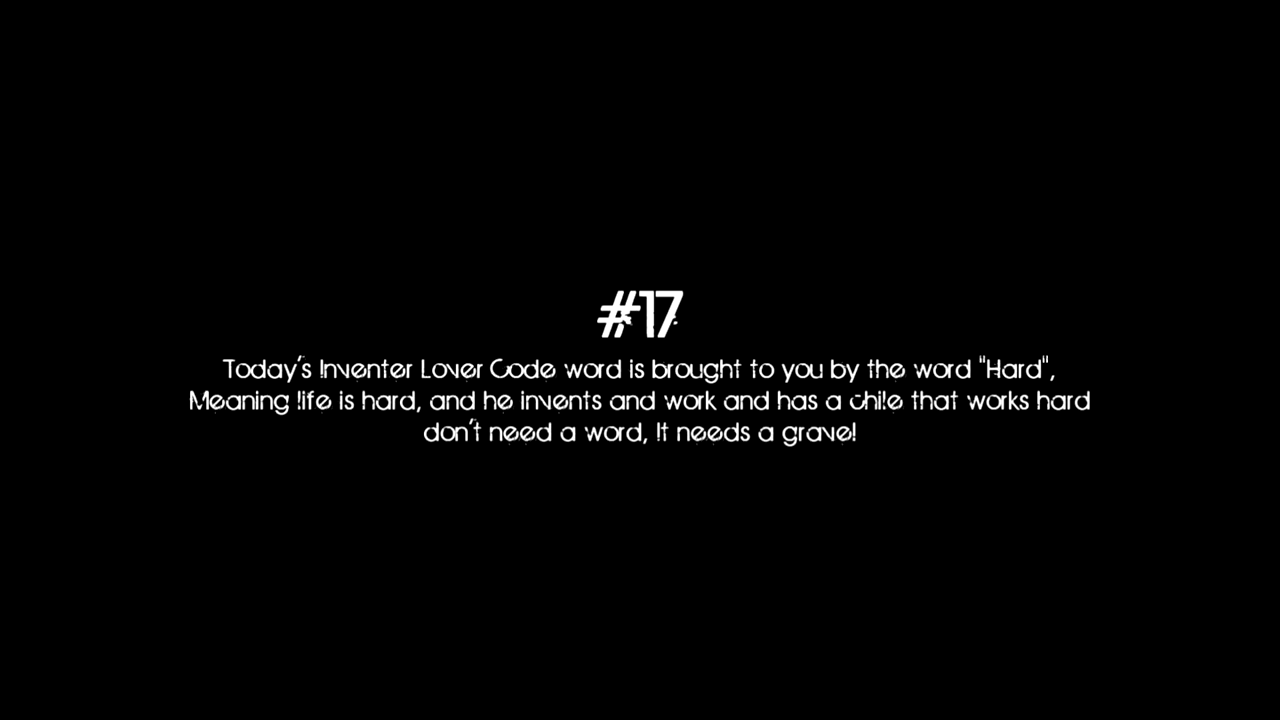 #17
Today's Inventer Lover Code word is brought to you by the word "Hard",
Meaning life is hard, and he invents and work and has a chile that works hard
don't need a word, It needs a grave!